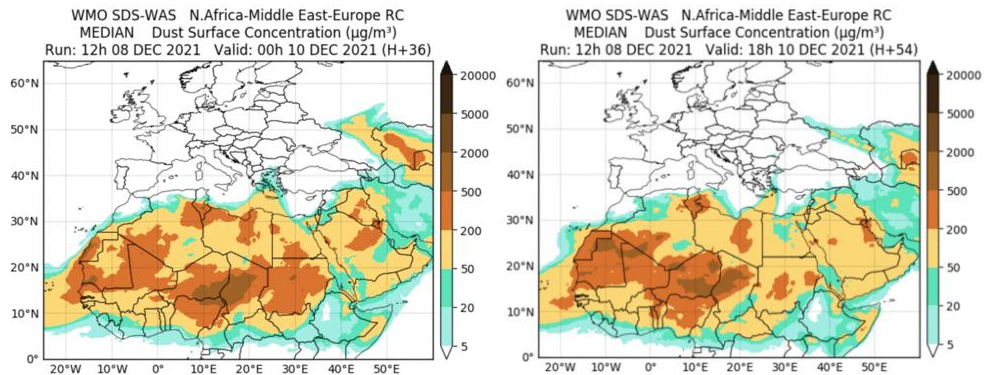 WMO SDS-WAS N.Africa-Middle East-Europe RC
MEDIAN Dust Surface Concentration (µg/m³)
Run: 12h 08 DEC 2021 Valid: 00h 10 DEC 2021 (H+36)
60°N
50°N
40°N
30°N
20°N
10°N
0°
20°W
10°W
0°
10°E
20°E
30°E
40°E
50°E
20000
5000
2000
500
200
50
20
5
WMO SDS-WAS N.Africa-Middle East-Europe RC
MEDIAN Dust Surface Concentration (µg/m³)
Run: 12h 08 DEC 2021 Valid: 18h 10 DEC 2021 (H+54)
60°N
50°N
40°N
30°N
20°N
10°N
0°
20°W
10°W
0°
10°E
20°E
30°E
40°E
50°E
20000
5000
2000
500
200
50
20
5